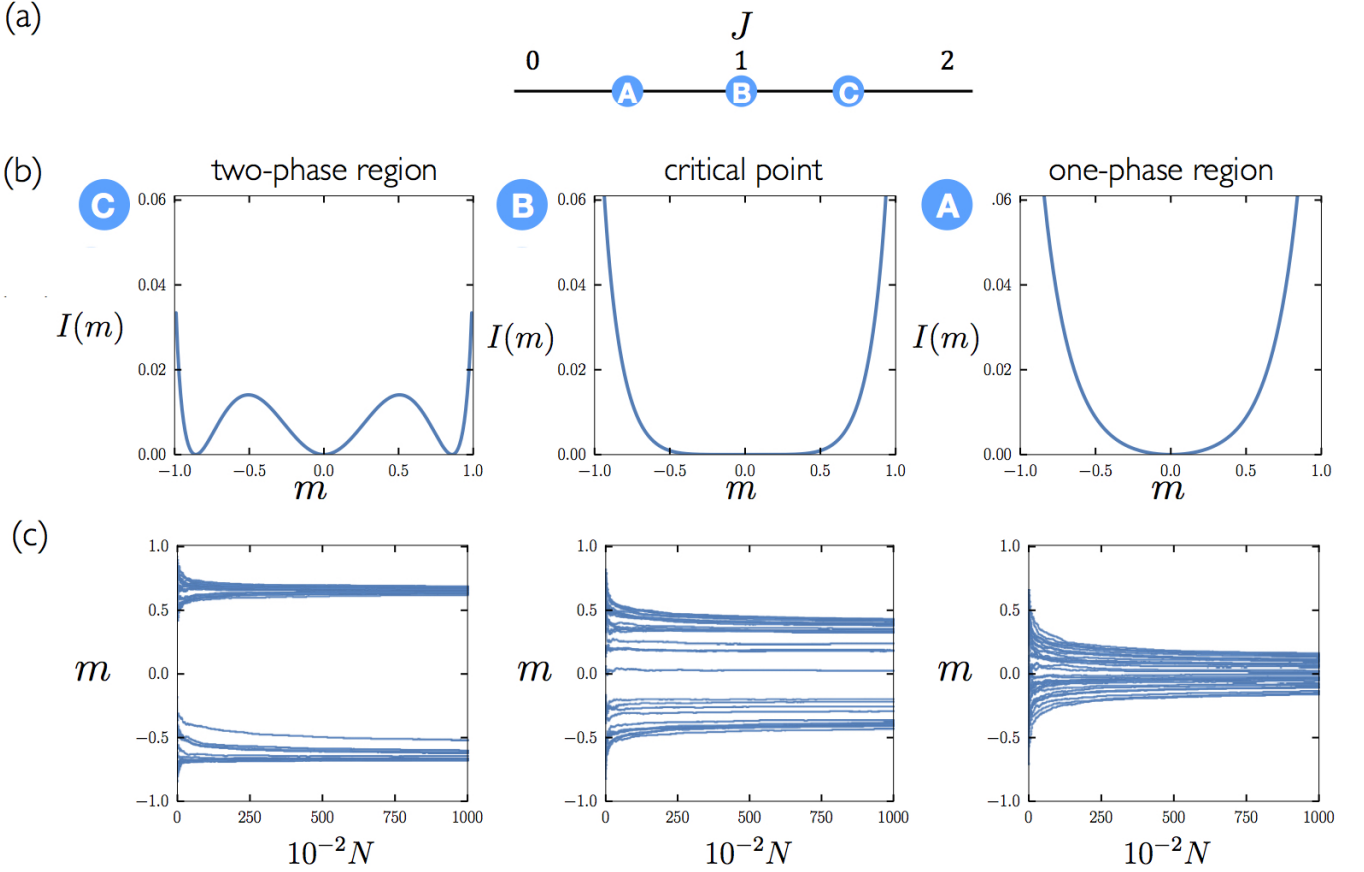 (a)
J
0 1 2
A B C
(b)
two-phase region
critical point
one-phase region
C
B
A
0.06
0.04
0.02
0.00
I(m)
−1.0 −0.5 0.0 0.5 1.0
m
0.06
0.04
0.02
0.00
I(m)
−1.0 −0.5 0.0 0.5 1.0
m
.06
0.04
0.02
0.00
I(m)
−1.0 −0.5 0.0 0.5 1.0
m
(c)
1.0
0.5
0.0
−0.5
−1.0
m
0 250 500 750 1000
10⁻²N
1.0
0.5
0.0
−0.5
−1.0
m
0 250 500 750 1000
10⁻²N
1.0
0.5
0.0
−0.5
−1.0
m
0 250 500 750 1000
10⁻²N